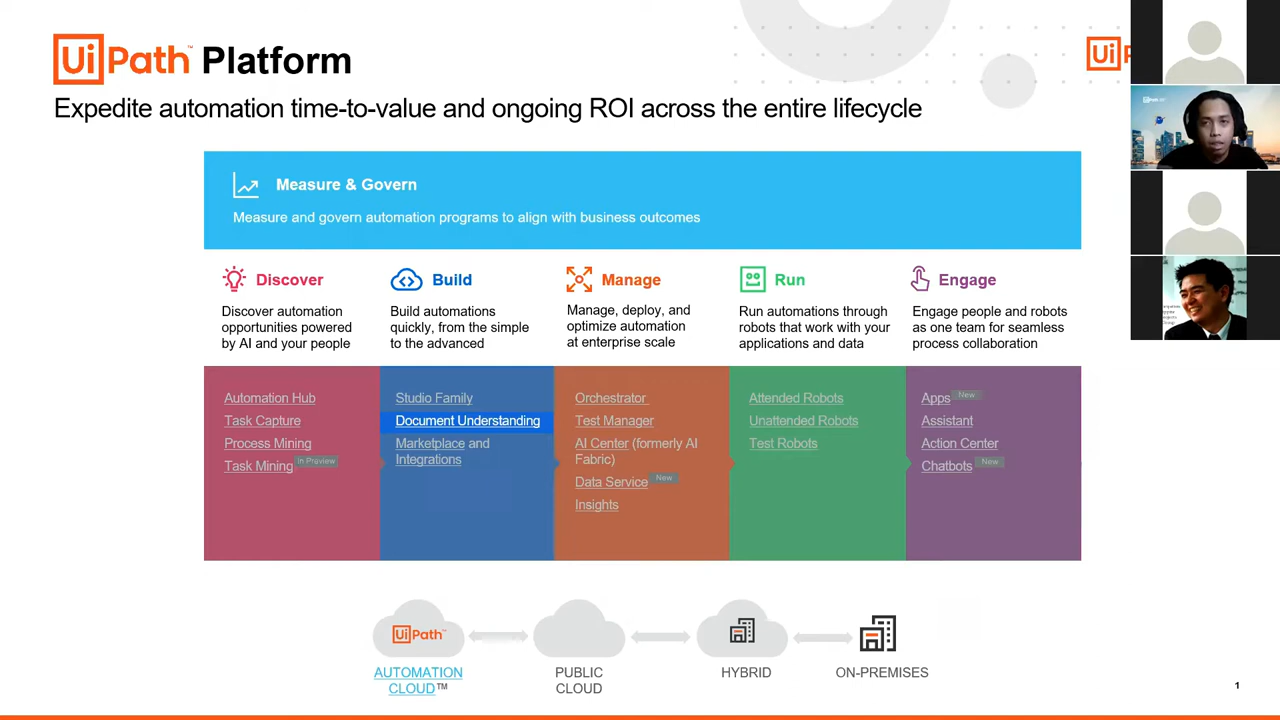 UiPath™ Platform
Ui
Expedite automation time-to-value and ongoing ROI across the entire lifecycle
Measure & Govern
Measure and govern automation programs to align with business outcomes
Discover
Discover automation
opportunities powered
by AI and your people
Build
Build automations
quickly, from the simple
to the advanced
Manage
Manage, deploy, and
optimize automation
at enterprise scale
Run
Run automations through
robots that work with your
applications and data
Engage
Engage people and robots
as one team for seamless
process collaboration
Automation Hub
Task Capture
Process Mining
Task Mining In Preview
Studio Family
Document Understanding
Marketplace and
Integrations
Orchestrator
Test Manager
AI Center (formerly AI
Fabric)
Data Service New
Insights
Attended Robots
Unattended Robots
Test Robots
Apps New
Assistant
Action Center
Chatbots New
UiPath™
AUTOMATION
CLOUD™
PUBLIC
CLOUD
HYBRID
ON-PREMISES
1